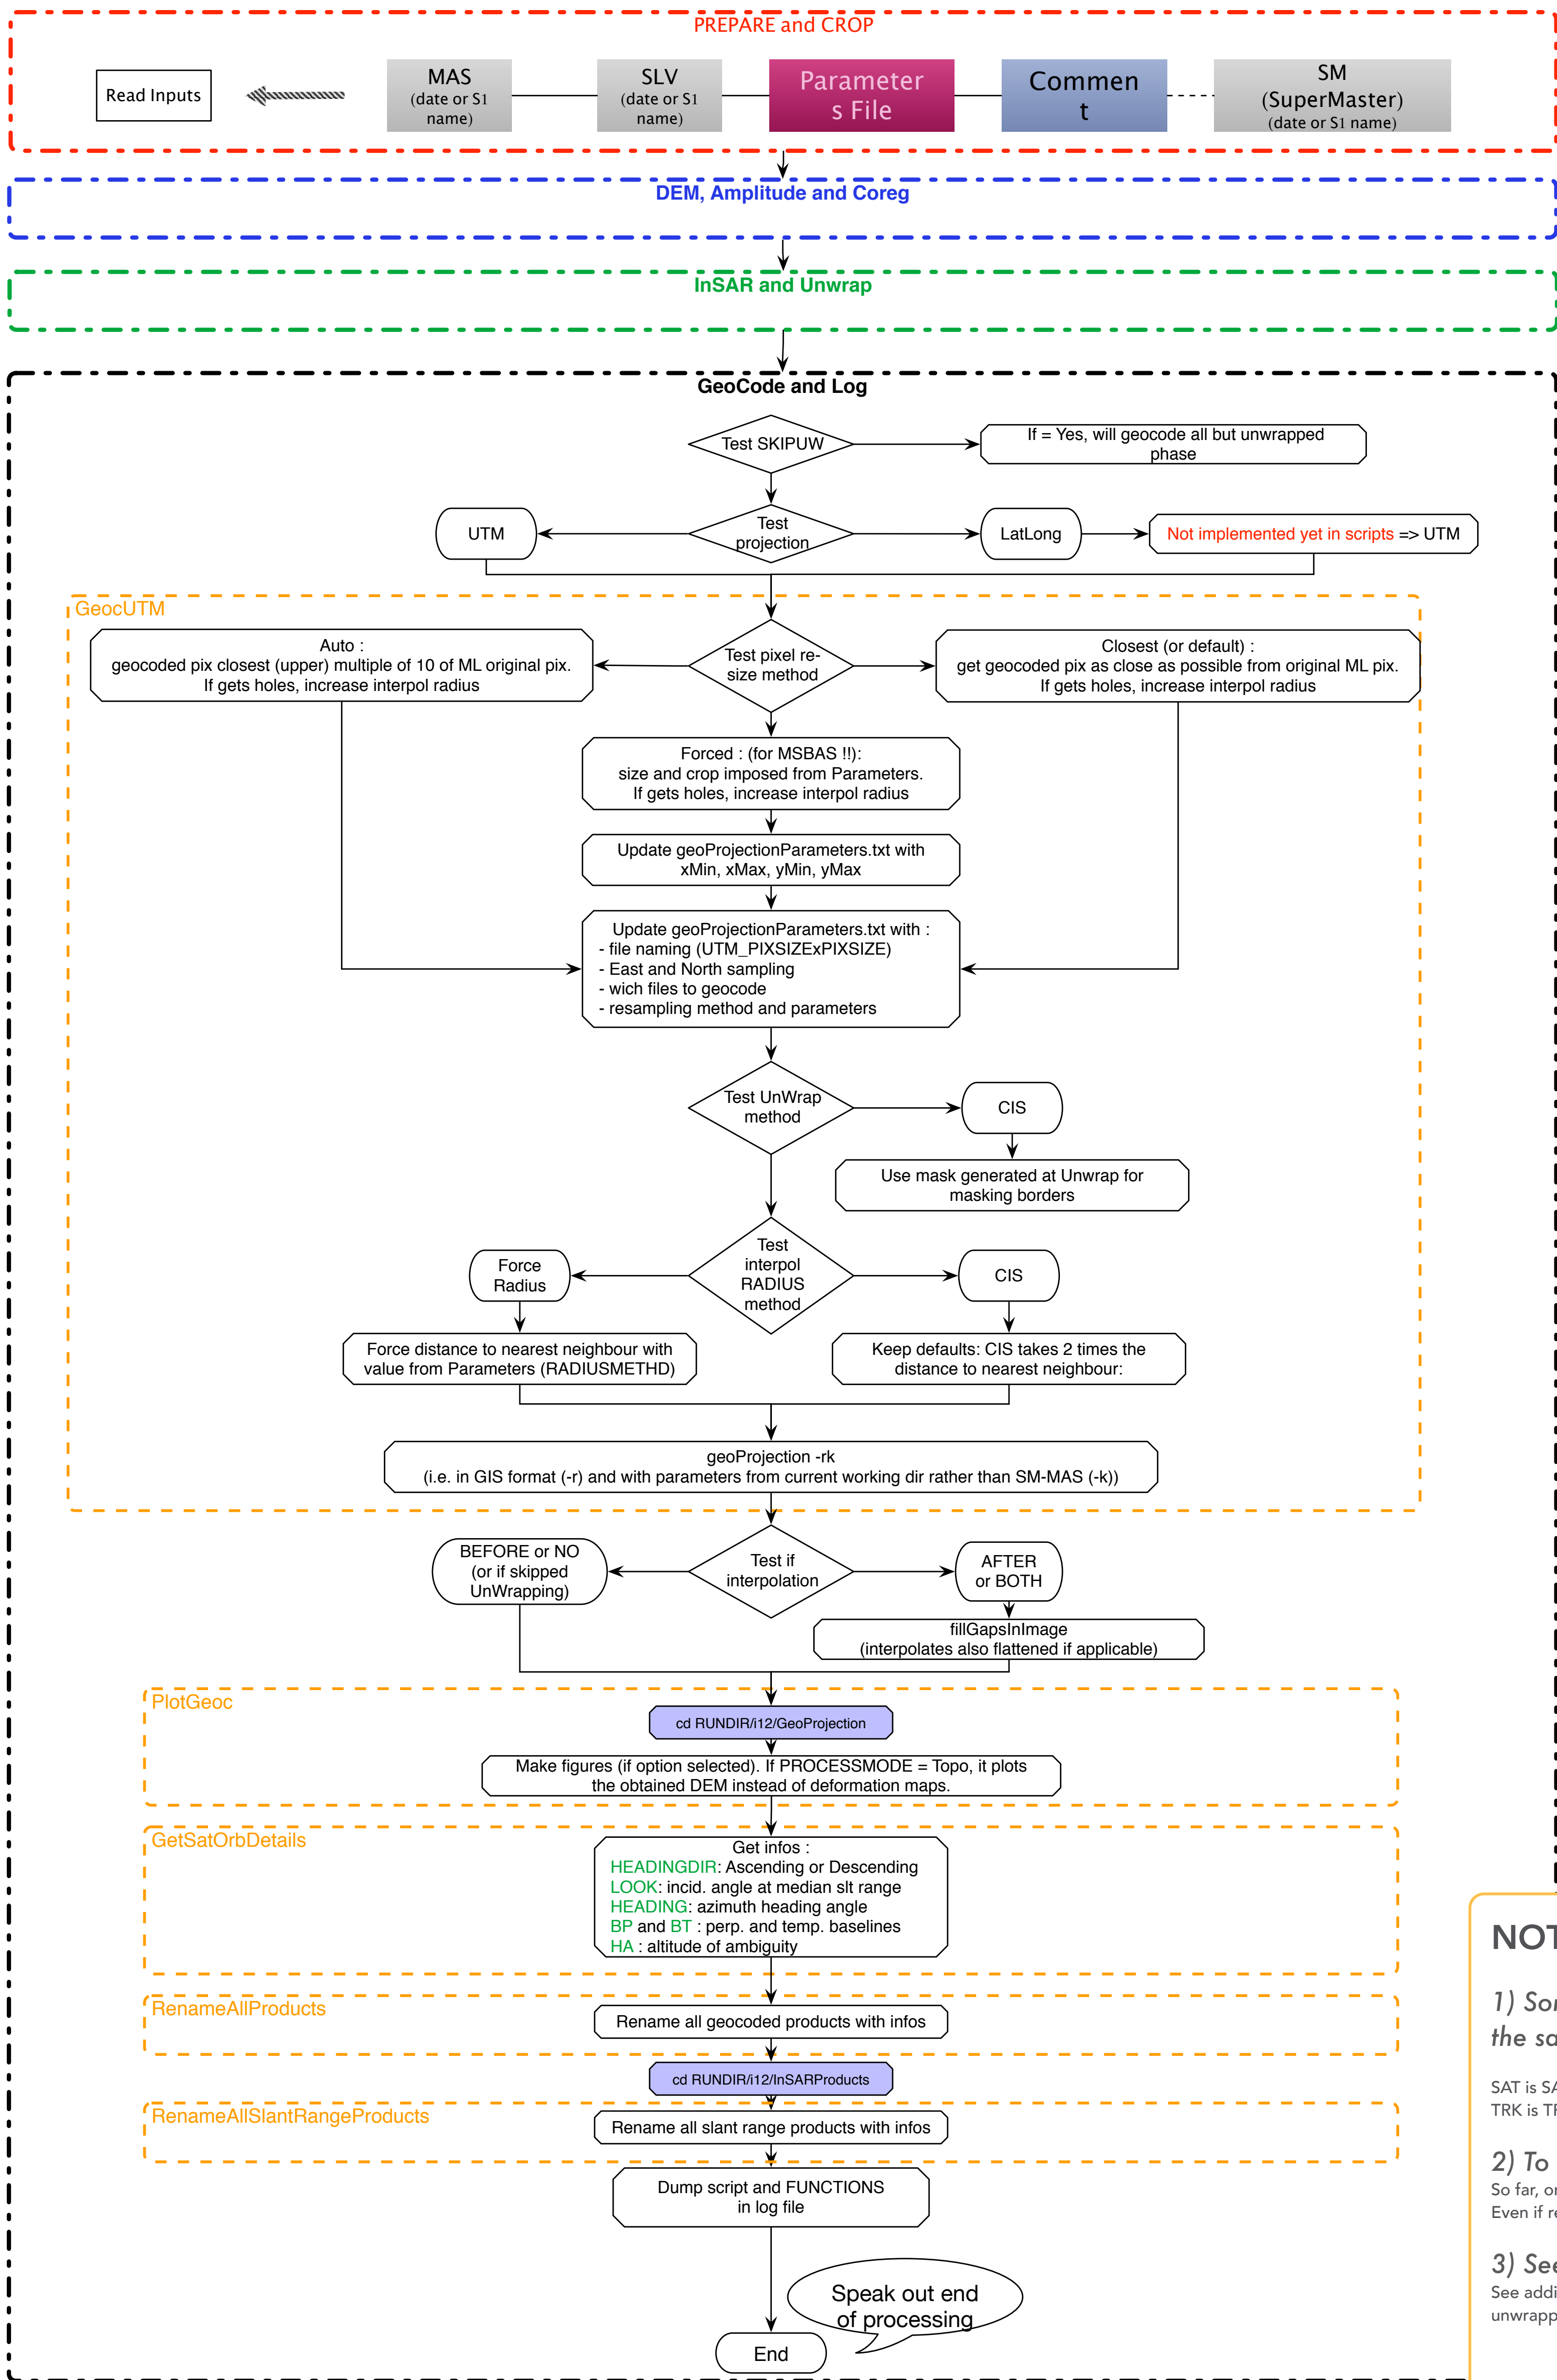 PREPARE and CROP
Read Inputs
MAS
(date or S1
name)
SLV
(date or S1
name)
Parameter
s File
Commen
t
SM
(SuperMaster)
(date or S1 name)
DEM, Amplitude and Coreg
InSAR and Unwrap
GeoCode and Log
Test SKIPUW
If = Yes, will geocode all but unwrapped
phase
UTM
Test
projection
LatLong
Not implemented yet in scripts => UTM
GeocUTM
Auto :
geocoded pix closest (upper) multiple of 10 of ML original pix.
If gets holes, increase interpol radius
Test pixel re-
size method
Closest (or default) :
get geocoded pix as close as possible from original ML pix.
If gets holes, increase interpol radius
Forced : (for MSBAS !!):
size and crop imposed from Parameters.
If gets holes, increase interpol radius
Update geoProjectionParameters.txt with
xMin, xMax, yMin, yMax
Update geoProjectionParameters.txt with :
- file naming (UTM_PIXSIZExPIXSIZE)
- East and North sampling
- wich files to geocode
- resampling method and parameters
Test UnWrap
method
CIS
Use mask generated at Unwrap for
masking borders
Force
Radius
Test
interpol
RADIUS
method
CIS
Force distance to nearest neighbour with
value from Parameters (RADIUSMETHD)
Keep defaults: CIS takes 2 times the
distance to nearest neighbour:
geoProjection -rk
(i.e. in GIS format (-r) and with parameters from current working dir rather than SM-MAS (-k))
BEFORE or NO
(or if skipped
UnWrapping)
Test if
interpolation
AFTER
or BOTH
fillGapsInImage
(interpolates also flattened if applicable)
PlotGeoc
cd RUNDIR/i12/GeoProjection
Make figures (if option selected). If PROCESSMODE = Topo, it plots
the obtained DEM instead of deformation maps.
GetSatOrbDetails
Get infos :
HEADINGDIR: Ascending or Descending
LOOK: incid. angle at median slt range
HEADING: azimuth heading angle
BP and BT : perp. and temp. baselines
HA : altitude of ambiguity
RenameAllProducts
Rename all geocoded products with infos
cd RUNDIR/i12/InSARProducts
RenameAllSlantRangeProducts
Rename all slant range products with infos
Dump script and FUNCTIONS
in log file
Speak out end
of processing
End
1)
the
SAT is
TRK is
2) To
So far,
Even if
3) See
See